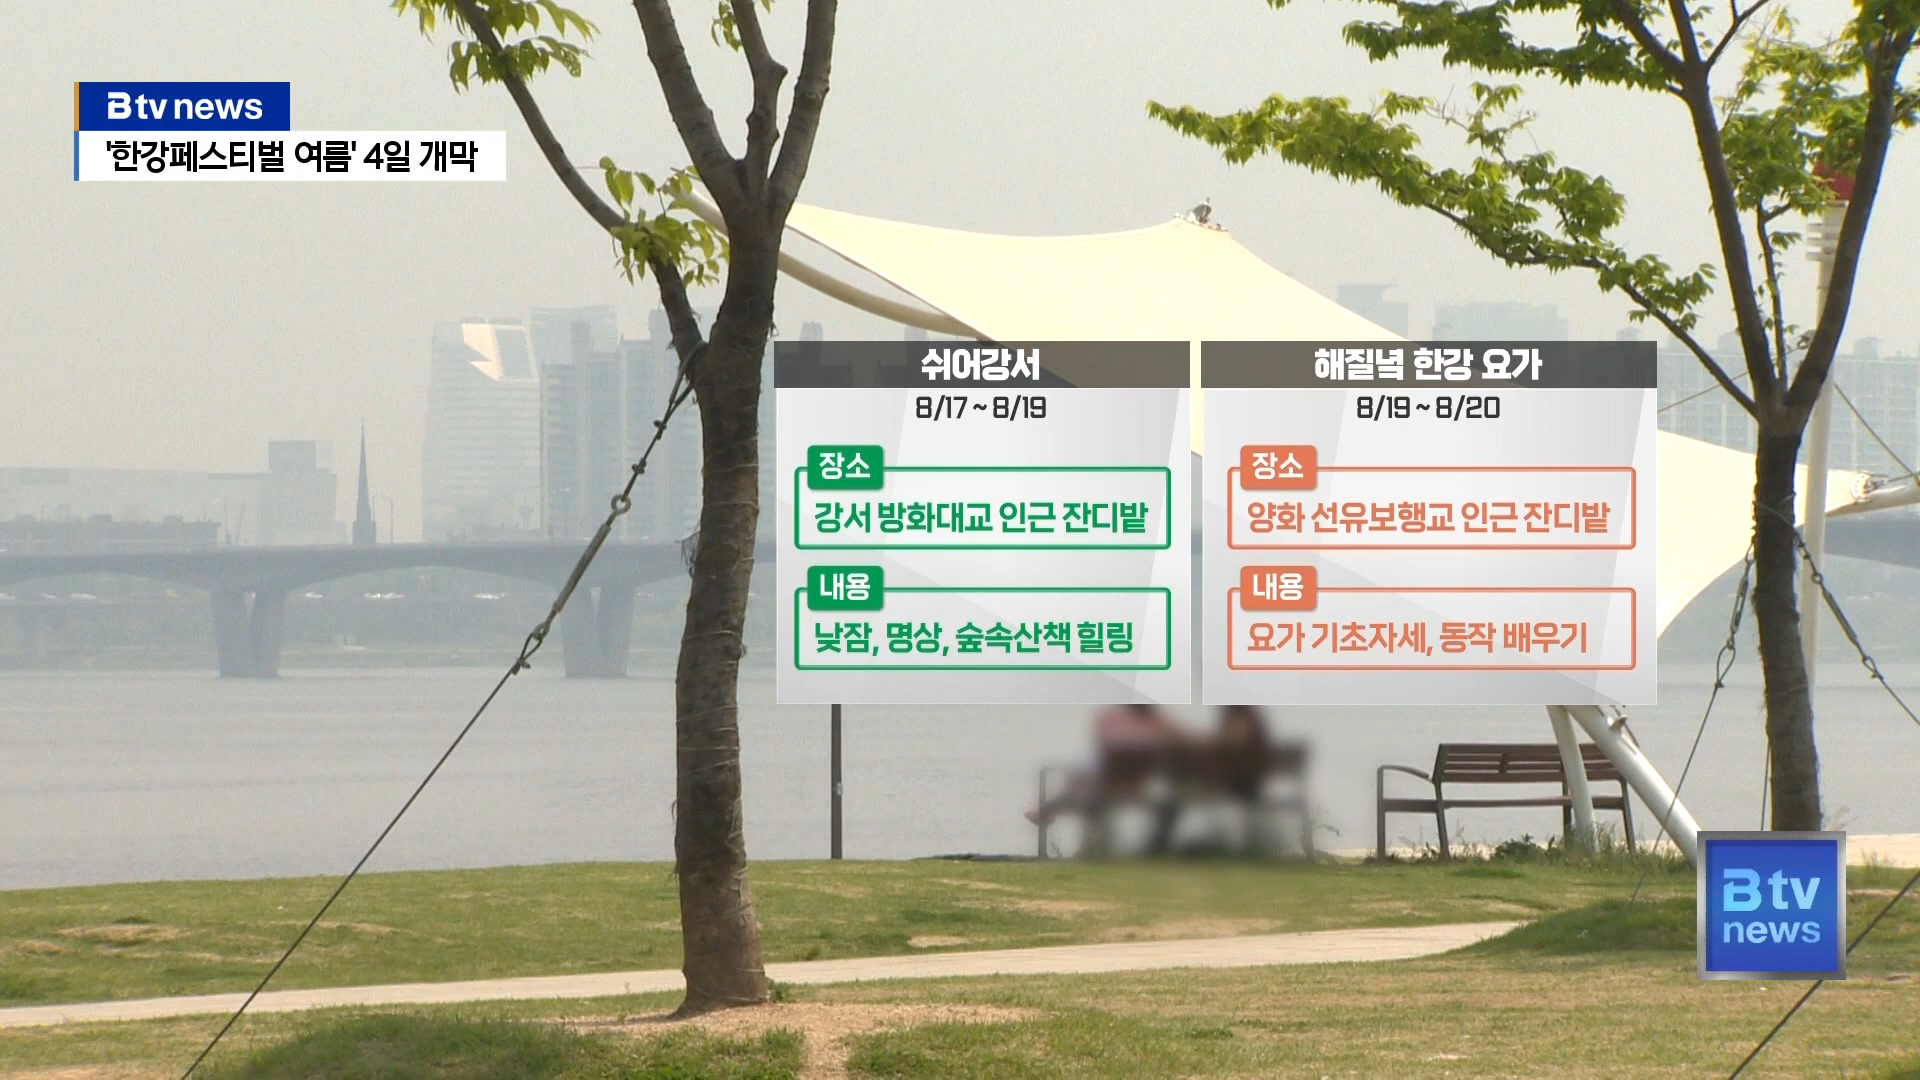 B tv news
'한강페스티벌 여름' 4일 개막
쉬어강서
8/17 ~ 8/19
장소
강서 방화대교 인근 잔디밭
내용
낮잠, 명상, 숲속산책 힐링
해질녘 한강 요가
8/19 ~ 8/20
장소
양화 선유보행교 인근 잔디밭
내용
요가 기초자세, 동작 배우기
B tv
news